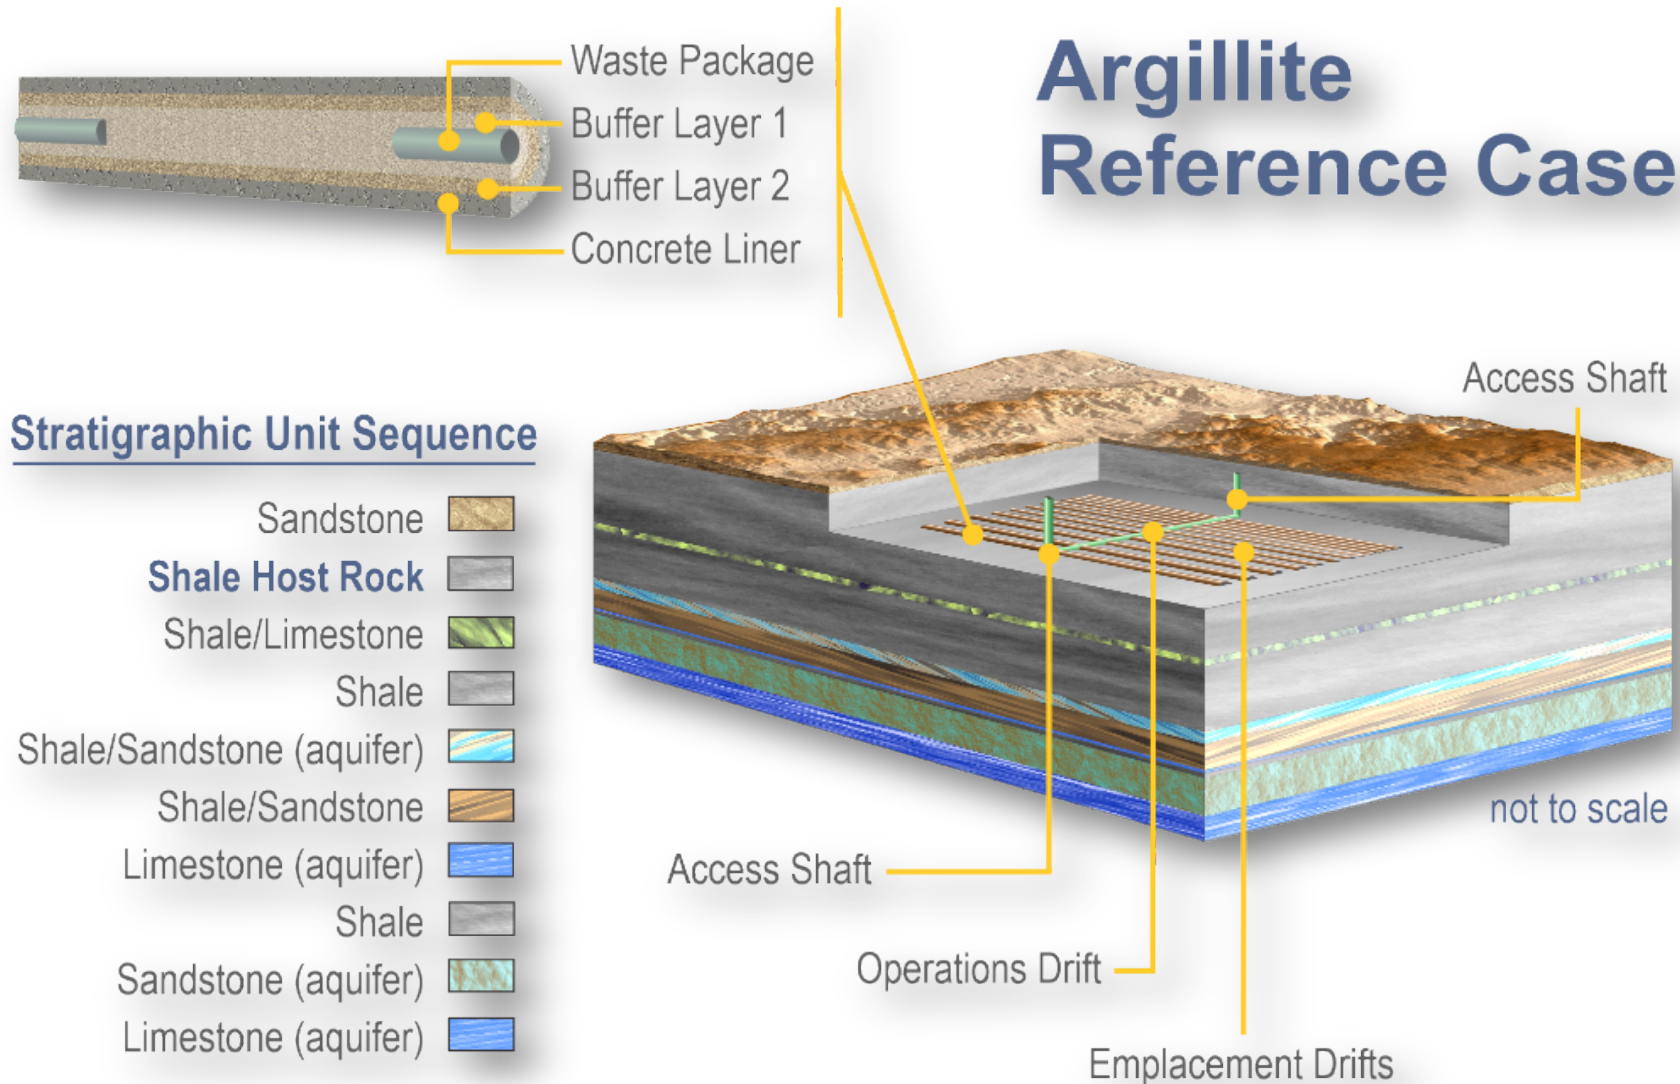 Argillite
Reference Case
Waste Package
Buffer Layer 1
Buffer Layer 2
Concrete Liner
Stratigraphic Unit Sequence
Sandstone
Shale Host Rock
Shale/Limestone
Shale
Shale/Sandstone (aquifer)
Shale/Sandstone
Limestone (aquifer)
Shale
Sandstone (aquifer)
Limestone (aquifer)
Access Shaft
not to scale
Access Shaft
Operations Drift
Emplacement Drifts